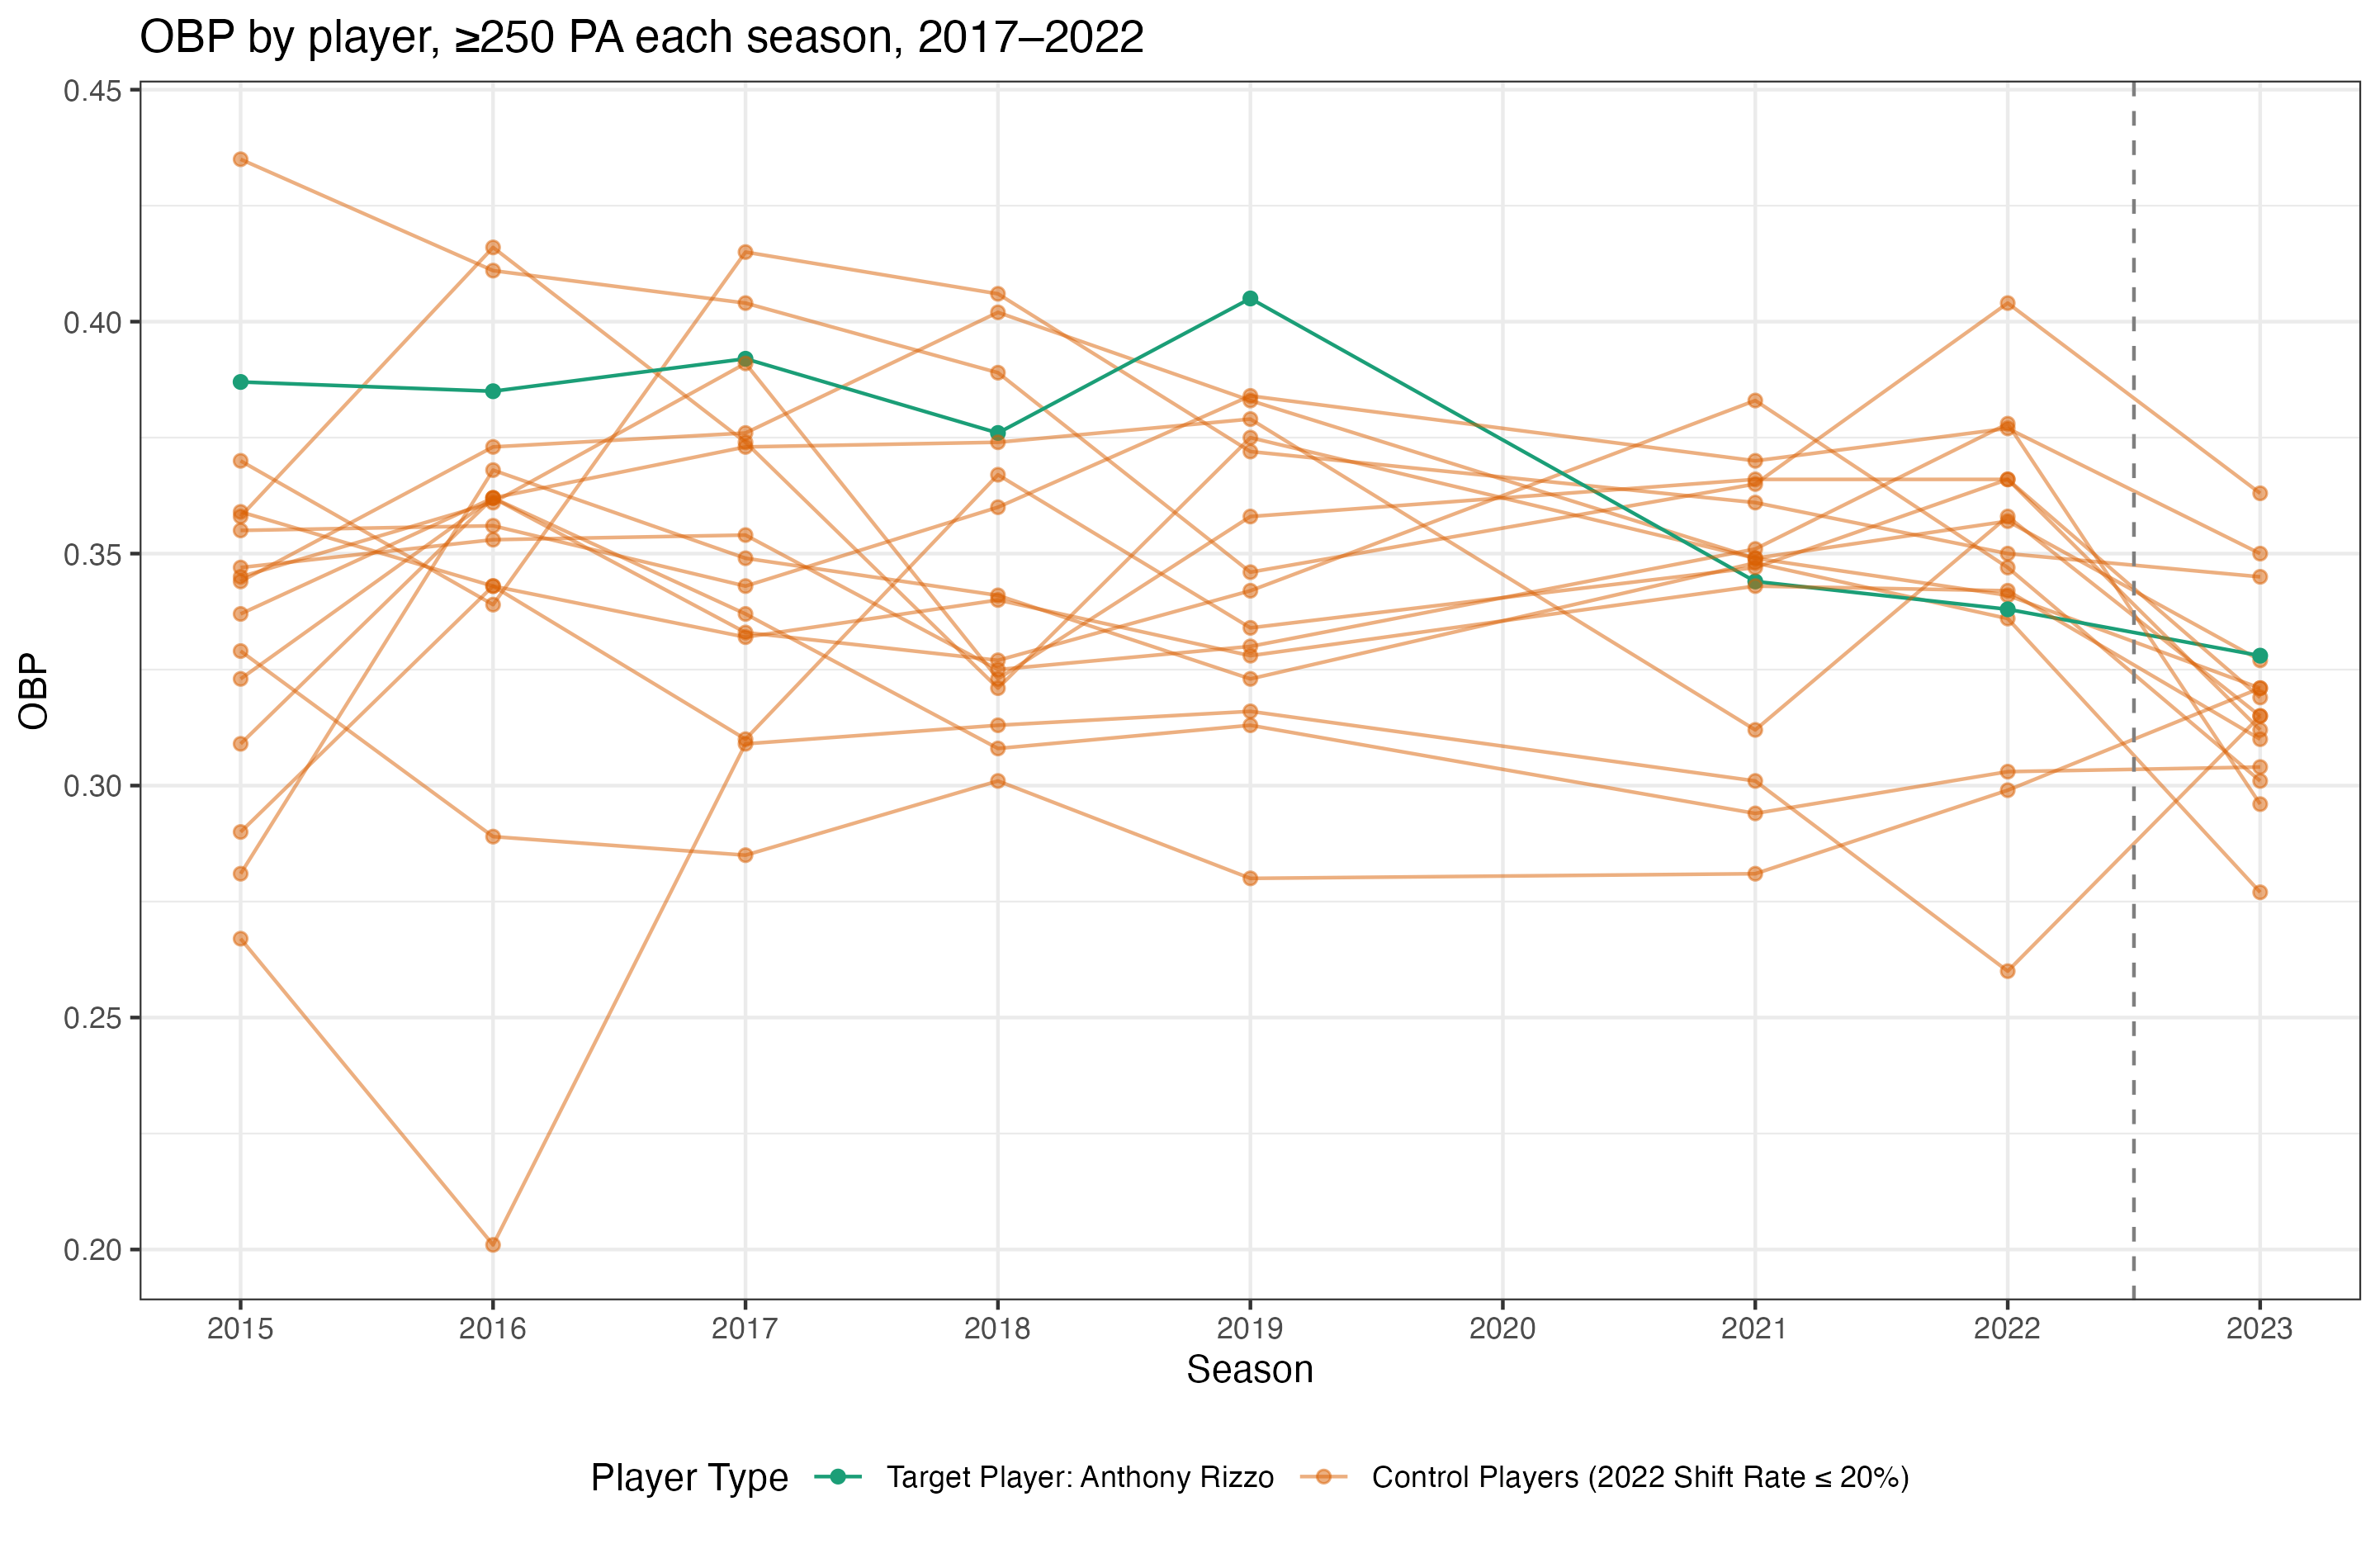 OBP by player, ≥250 PA each season, 2017–2022
OBP
0.45
0.40
0.35
0.30
0.25
0.20
2015 2016 2017 2018 2019 2020 2021 2022 2023
Season
Player Type Target Player: Anthony Rizzo Control Players (2022 Shift Rate ≤ 20%)